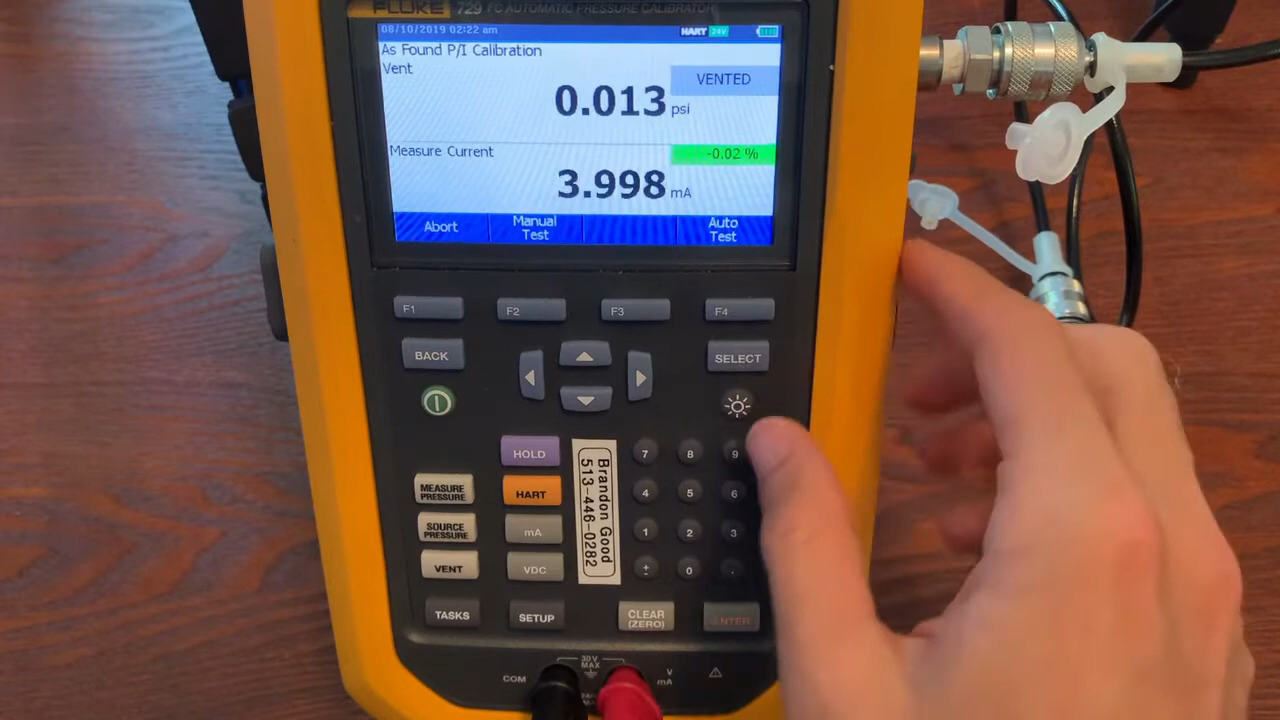 FLUKE 729 FC AUTOMATIC PRESSURE CALIBRATOR
08/10/2019 02:22 am HART 24V
As Found P/I Calibration
Vent
VENTED
0.013 psi
Measure Current
-0.02 %
3.998 mA
Abort
Manual Test
Auto Test
F1 F2 F3 F4
BACK
SELECT
HOLD
7 8 9
MEASURE PRESSURE
HART
4 5 6
SOURCE PRESSURE
mA
1 2 3
VENT
VDC
± 0 .
Brandon Good
513-446-0282
TASKS
SETUP
CLEAR (ZERO)
ENTER
30V MAX
COM
V
mA